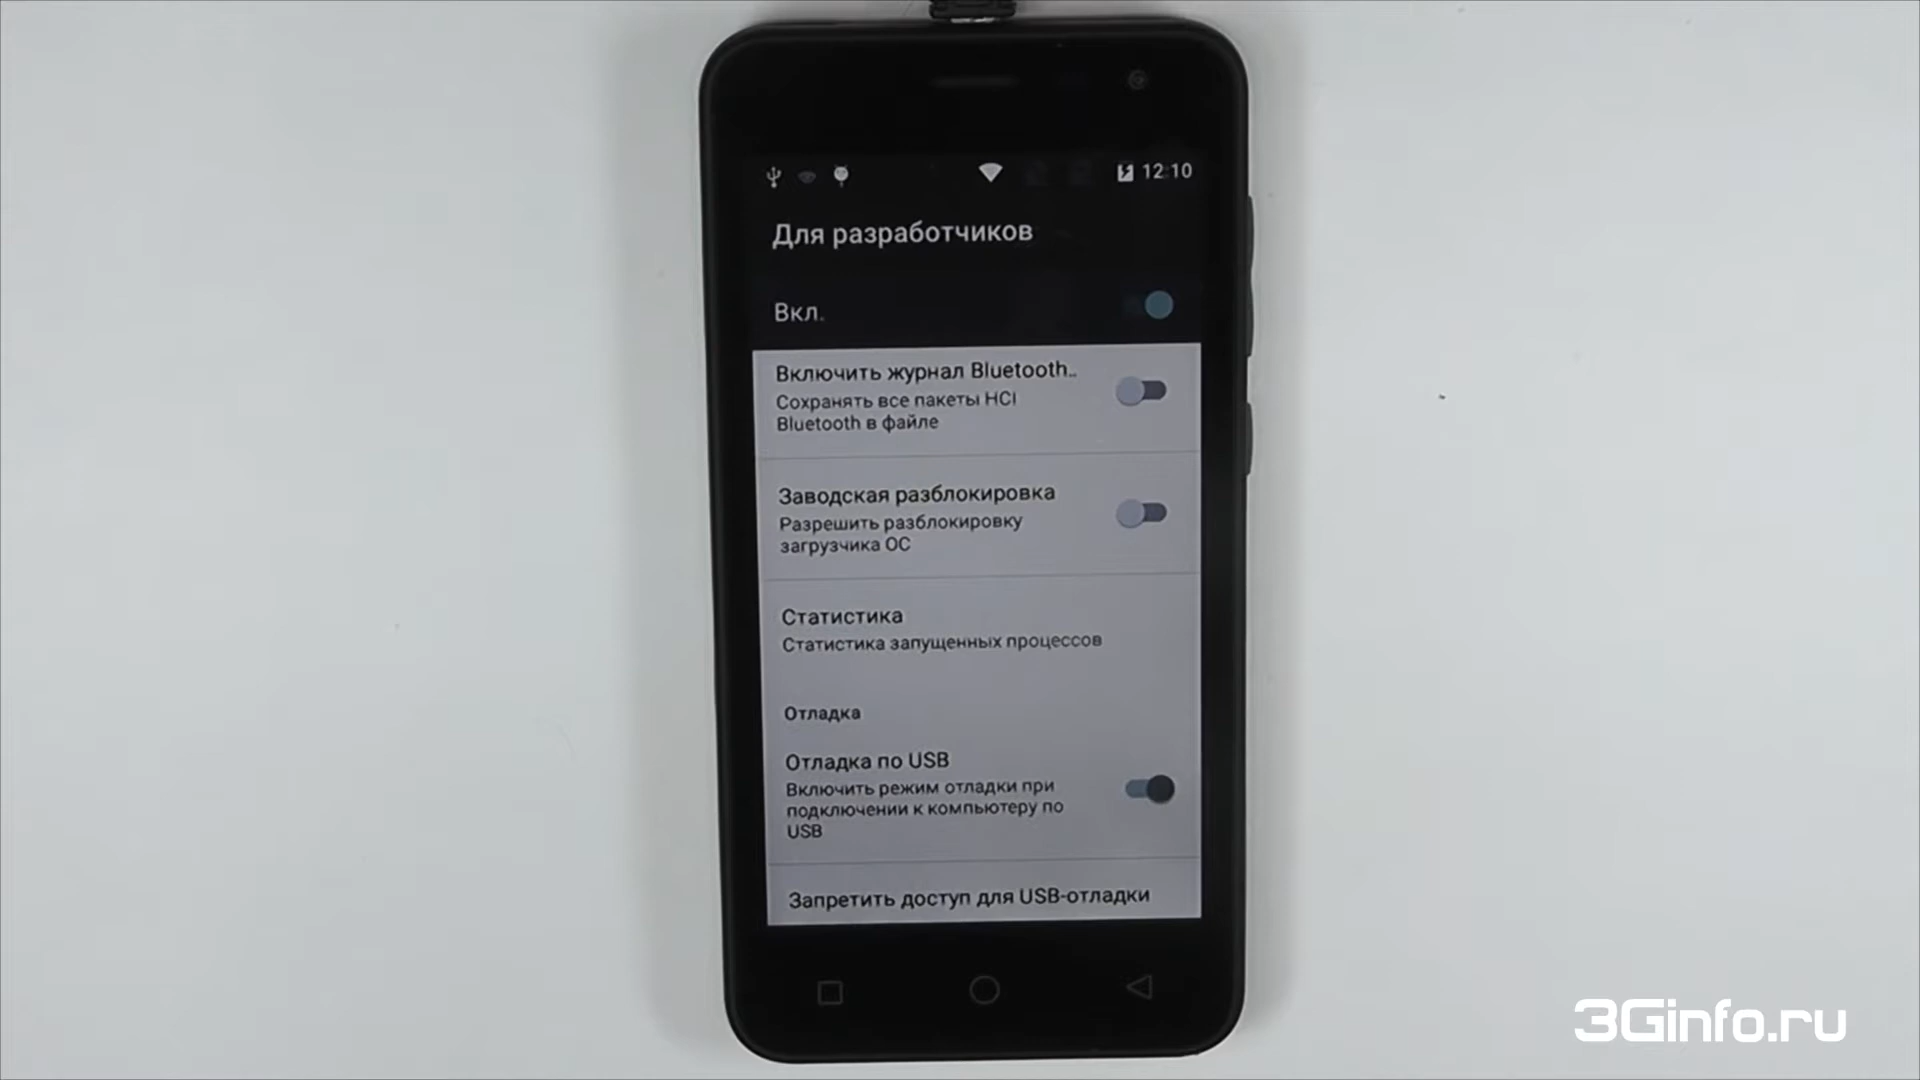 12:10
Для разработчиков
Вкл.
Включить журнал Bluetooth..
Сохранять все пакеты HCI
Bluetooth в файле
Заводская разблокировка
Разрешить разблокировку
загрузчика ОС
Статистика
Статистика запущенных процессов
Отладка
Отладка по USB
Включить режим отладки при
подключении к компьютеру по
USB
Запретить доступ для USB-отладки
3Ginfo.ru